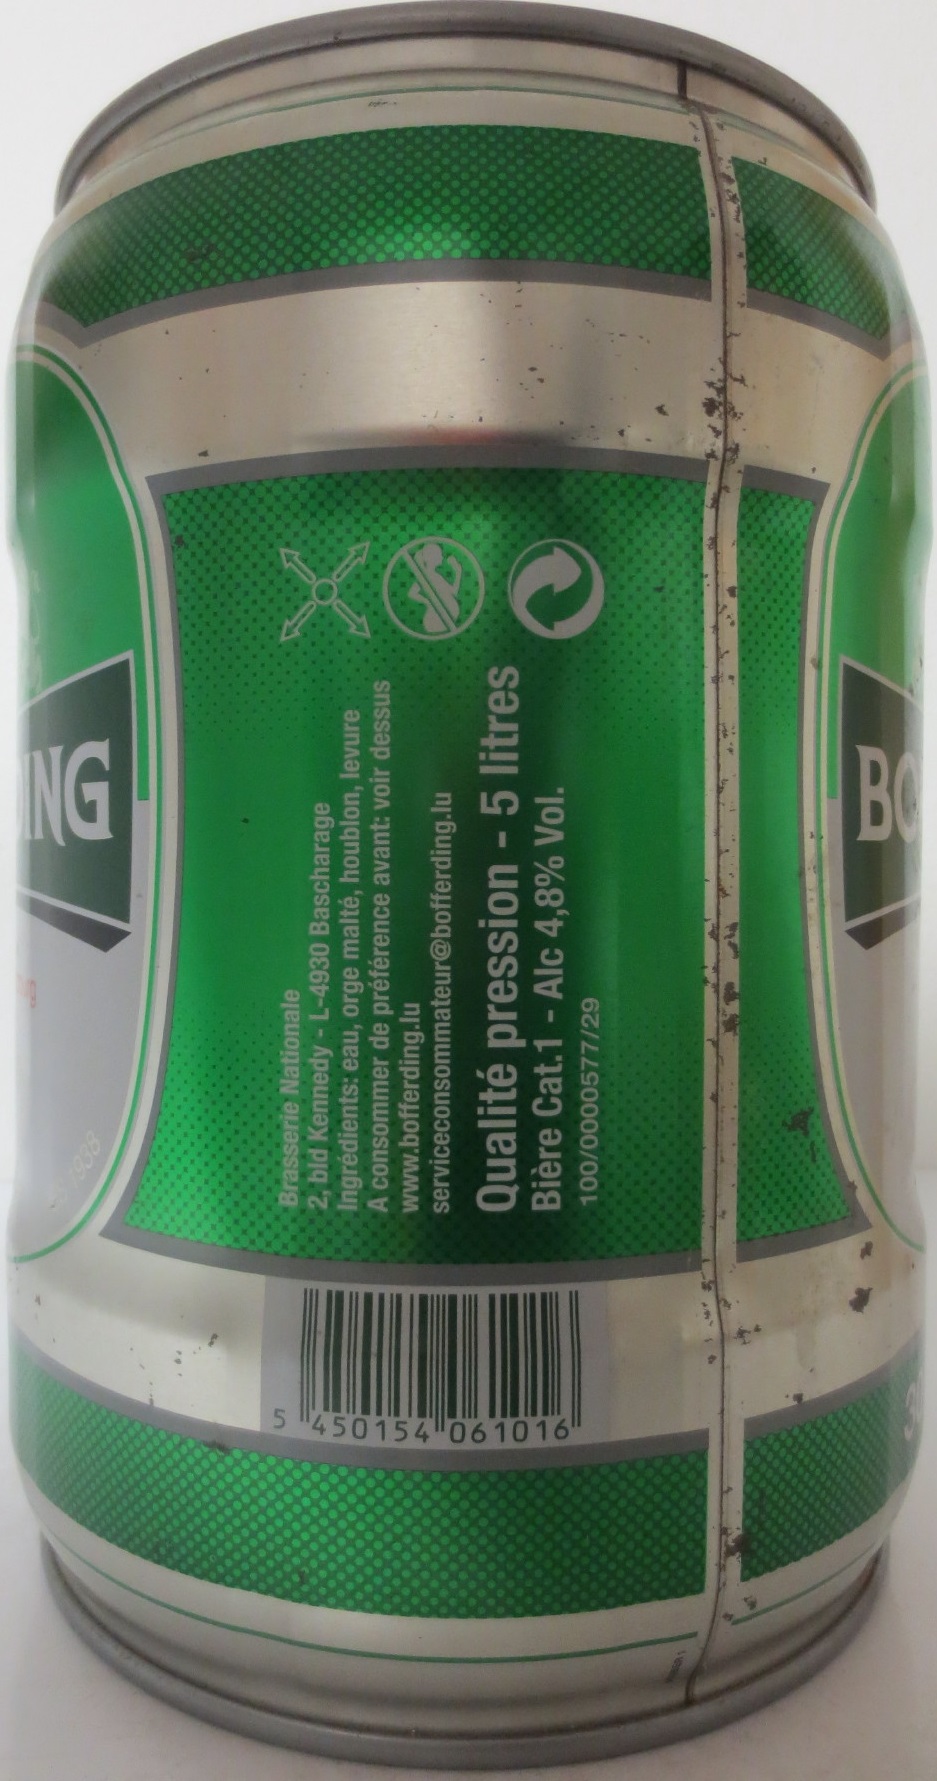 Brasserie Nationale
2, bld Kennedy - L-4930 Bascharage
Ingrédients: eau, orge malté, houblon, levure
A consommer de préférence avant: voir dessus
www.bofferding.lu
serviceconsommateur@bofferding.lu
Qualité pression - 5 litres
Bière Cat.1 - Alc 4,8% Vol.
100/0000577/29
DING
BO
1938
5 450154 061016